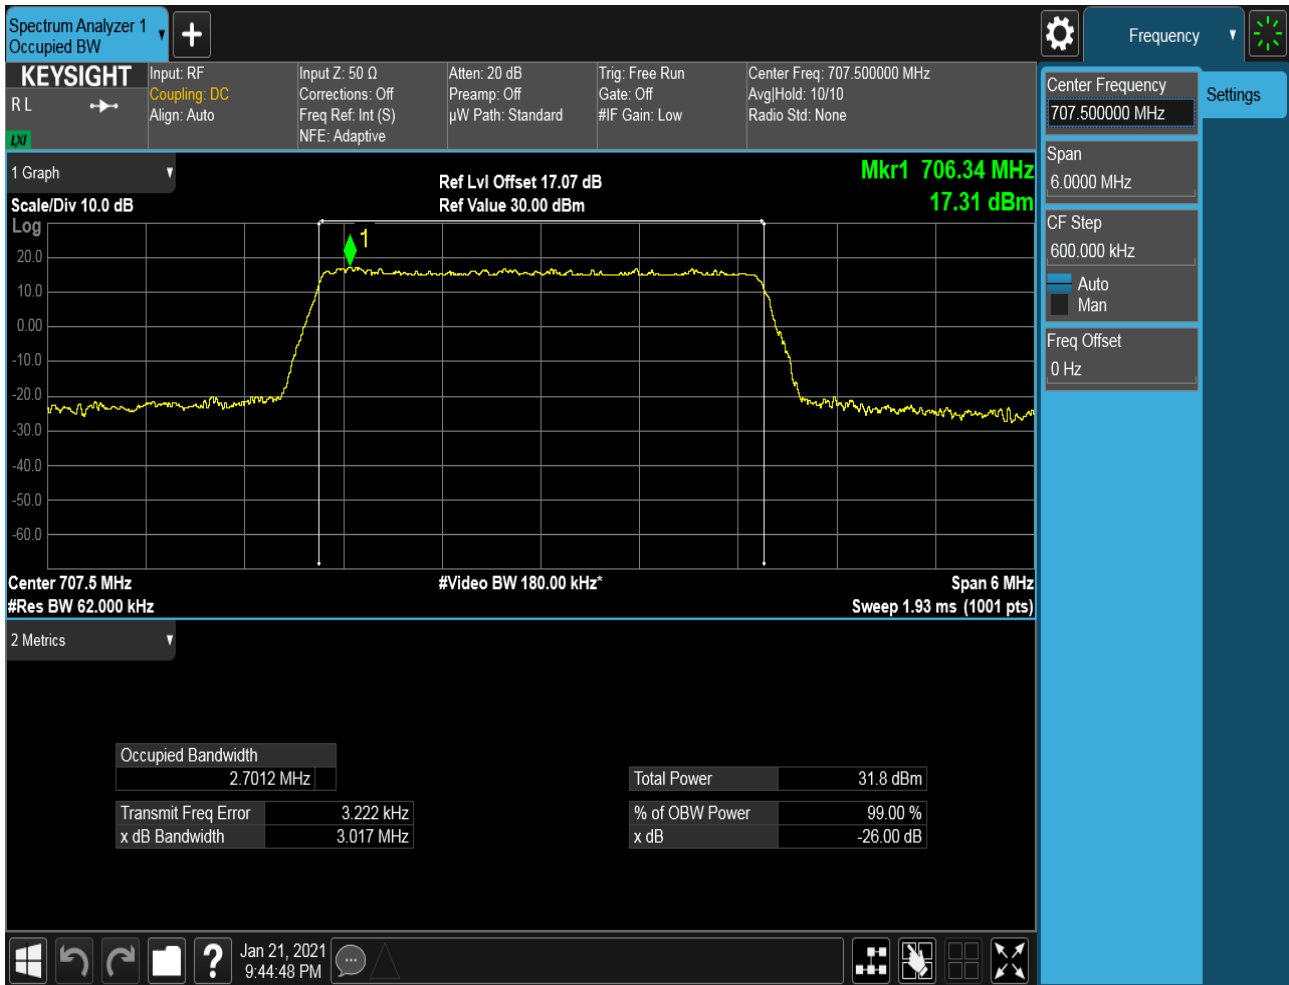 Spectrum Analyzer 1
Occupied BW
Frequency
KEYSIGHT
R L
LXI
Input: RF
Coupling: DC
Align: Auto
Input Z: 50 Ω
Corrections: Off
Freq Ref: Int (S)
NFE: Adaptive
Atten: 20 dB
Preamp: Off
µW Path: Standard
Trig: Free Run
Gate: Off
#IF Gain: Low
Center Freq: 707.500000 MHz
Avg|Hold: 10/10
Radio Std: None
Center Frequency
707.500000 MHz
Settings
Span
6.0000 MHz
CF Step
600.000 kHz
Auto
Man
Freq Offset
0 Hz
1 Graph
Scale/Div 10.0 dB
Ref Lvl Offset 17.07 dB
Ref Value 30.00 dBm
Mkr1 706.34 MHz
17.31 dBm
Log
1
20.0
10.0
0.00
-10.0
-20.0
-30.0
-40.0
-50.0
-60.0
Center 707.5 MHz
#Video BW 180.00 kHz*
Span 6 MHz
#Res BW 62.000 kHz
Sweep 1.93 ms (1001 pts)
2 Metrics
Occupied Bandwidth
2.7012 MHz
Transmit Freq Error 3.222 kHz
x dB Bandwidth 3.017 MHz
Total Power 31.8 dBm
% of OBW Power 99.00 %
x dB -26.00 dB
?
Jan 21, 2021
9:44:48 PM